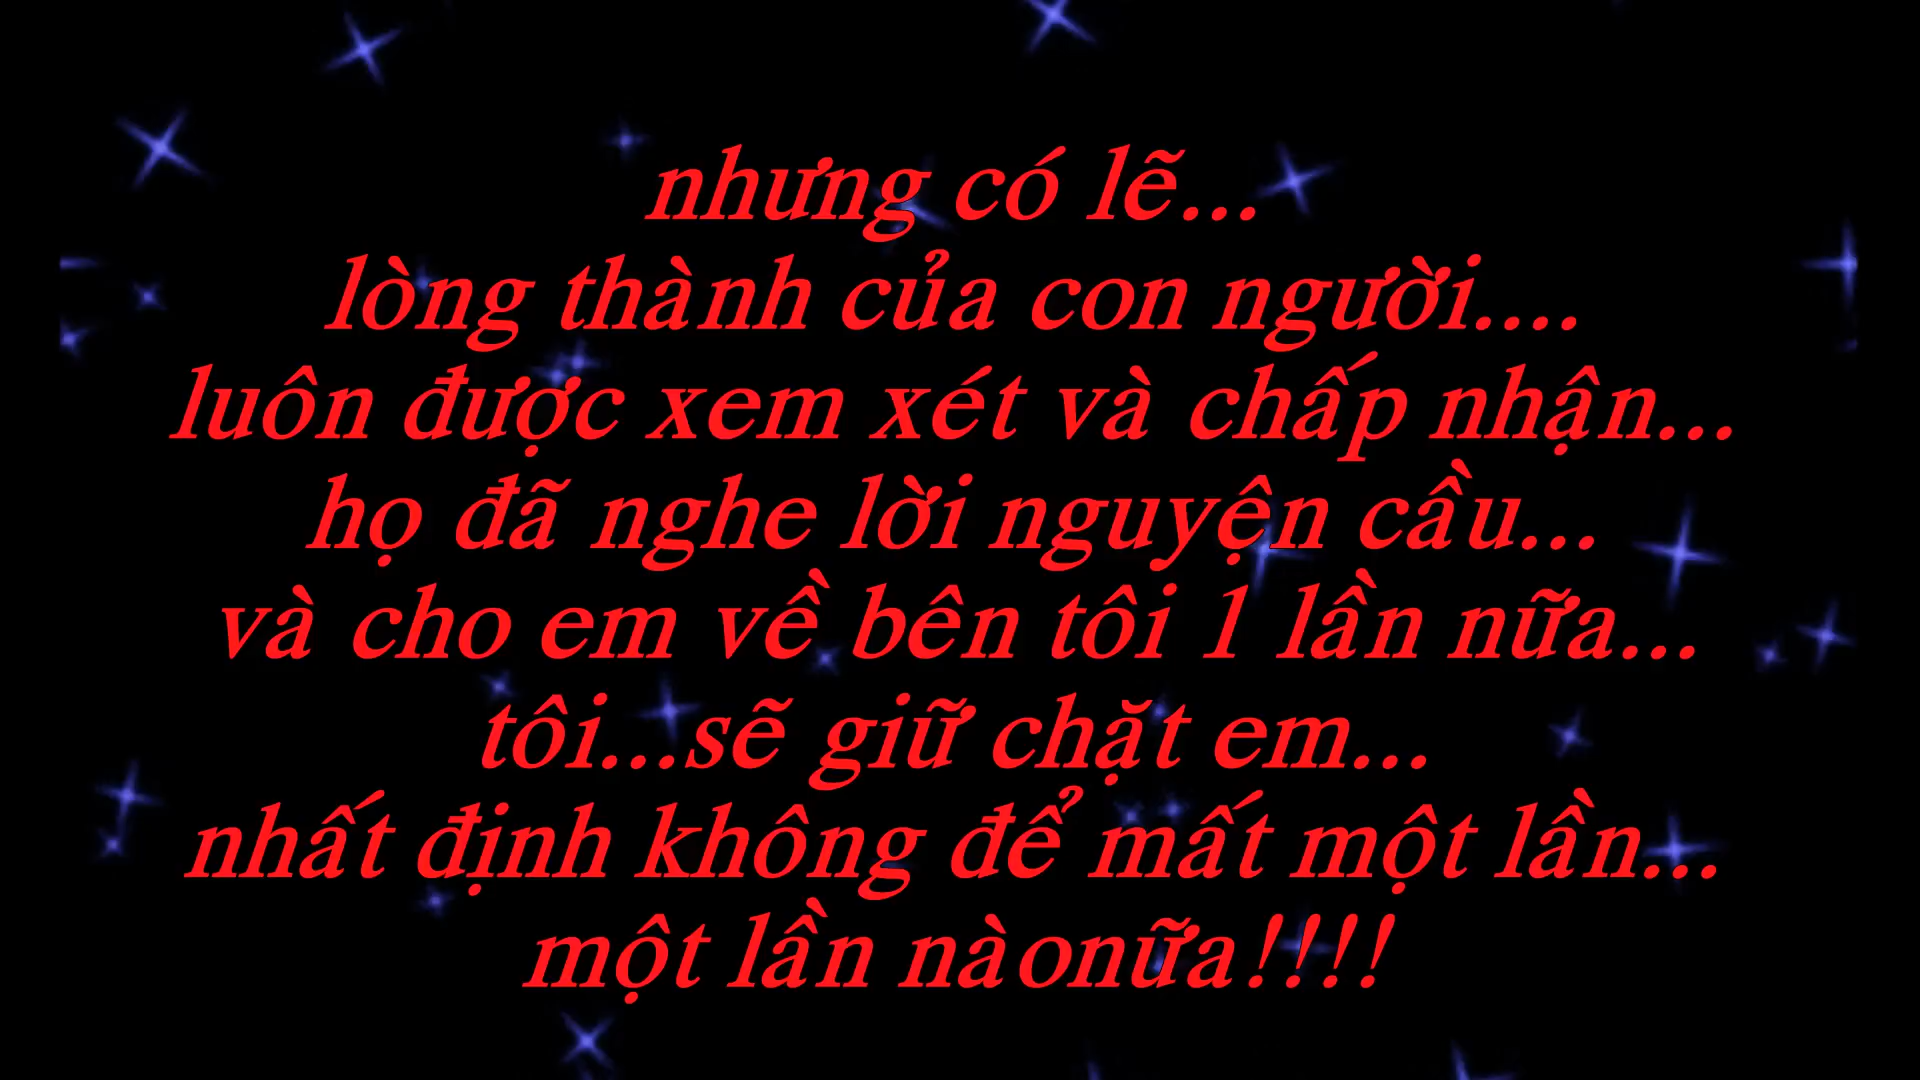 nhưng có lẽ...
lòng thành của con người....
luôn được xem xét và chấp nhận...
họ đã nghe lời nguyện cầu...
và cho em về bên tôi 1 lần nữa...
tôi...sẽ giữ chặt em...
nhất định không để mất một lần...
một lần nàonữa!!!!